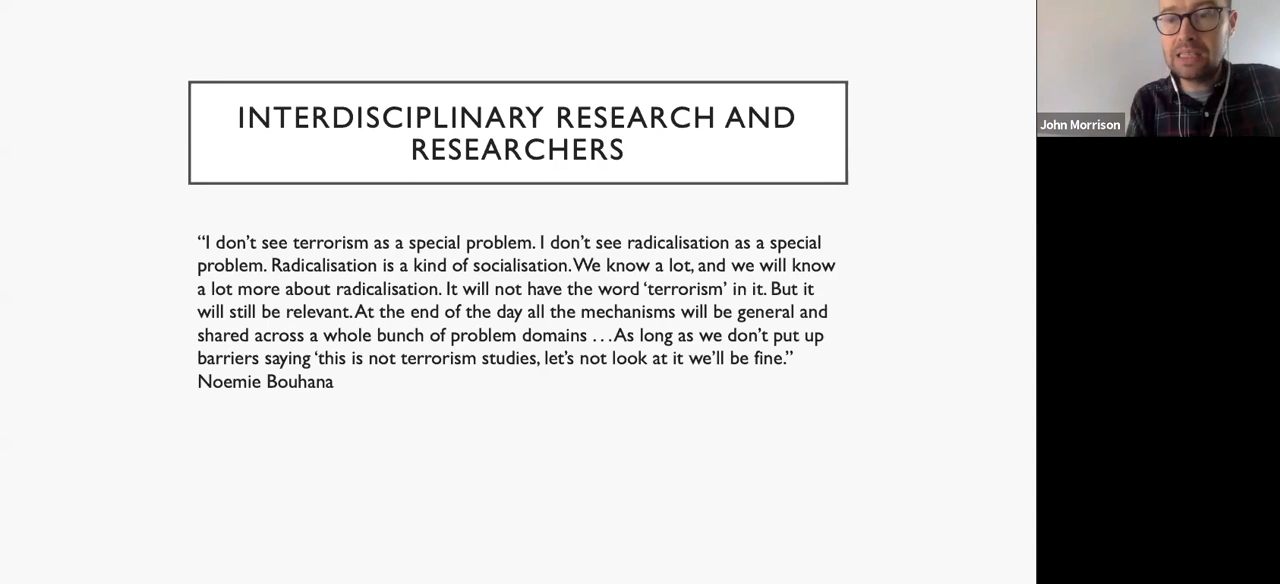 INTERDISCIPLINARY RESEARCH AND
RESEARCHERS
“I don’t see terrorism as a special problem. I don’t see radicalisation as a special
problem. Radicalisation is a kind of socialisation. We know a lot, and we will know
a lot more about radicalisation. It will not have the word ‘terrorism’ in it. But it
will still be relevant. At the end of the day all the mechanisms will be general and
shared across a whole bunch of problem domains …As long as we don’t put up
barriers saying ‘this is not terrorism studies, let’s not look at it we’ll be fine.”
Noemie Bouhana
John Morrison